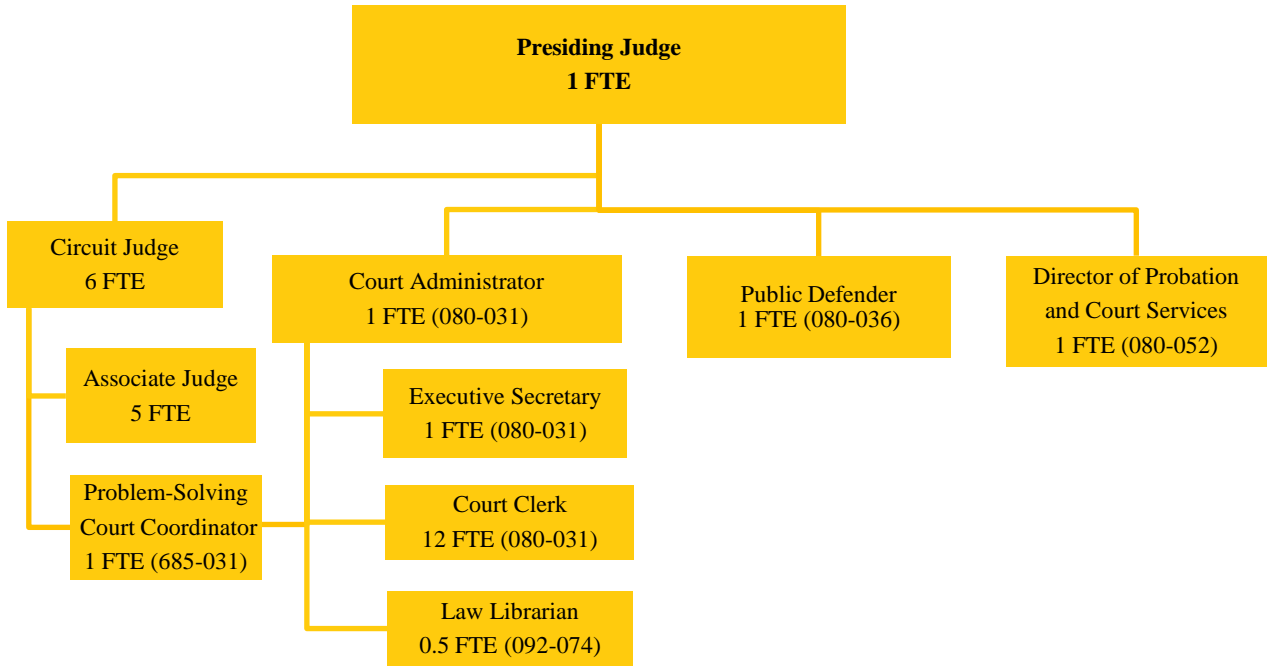 Presiding Judge
1 FTE
Circuit Judge
6 FTE
Court Administrator
1 FTE (080-031)
Public Defender
1 FTE (080-036)
Director of Probation
and Court Services
1 FTE (080-052)
Associate Judge
5 FTE
Executive Secretary
1 FTE (080-031)
Problem-Solving
Court Coordinator
1 FTE (685-031)
Court Clerk
12 FTE (080-031)
Law Librarian
0.5 FTE (092-074)